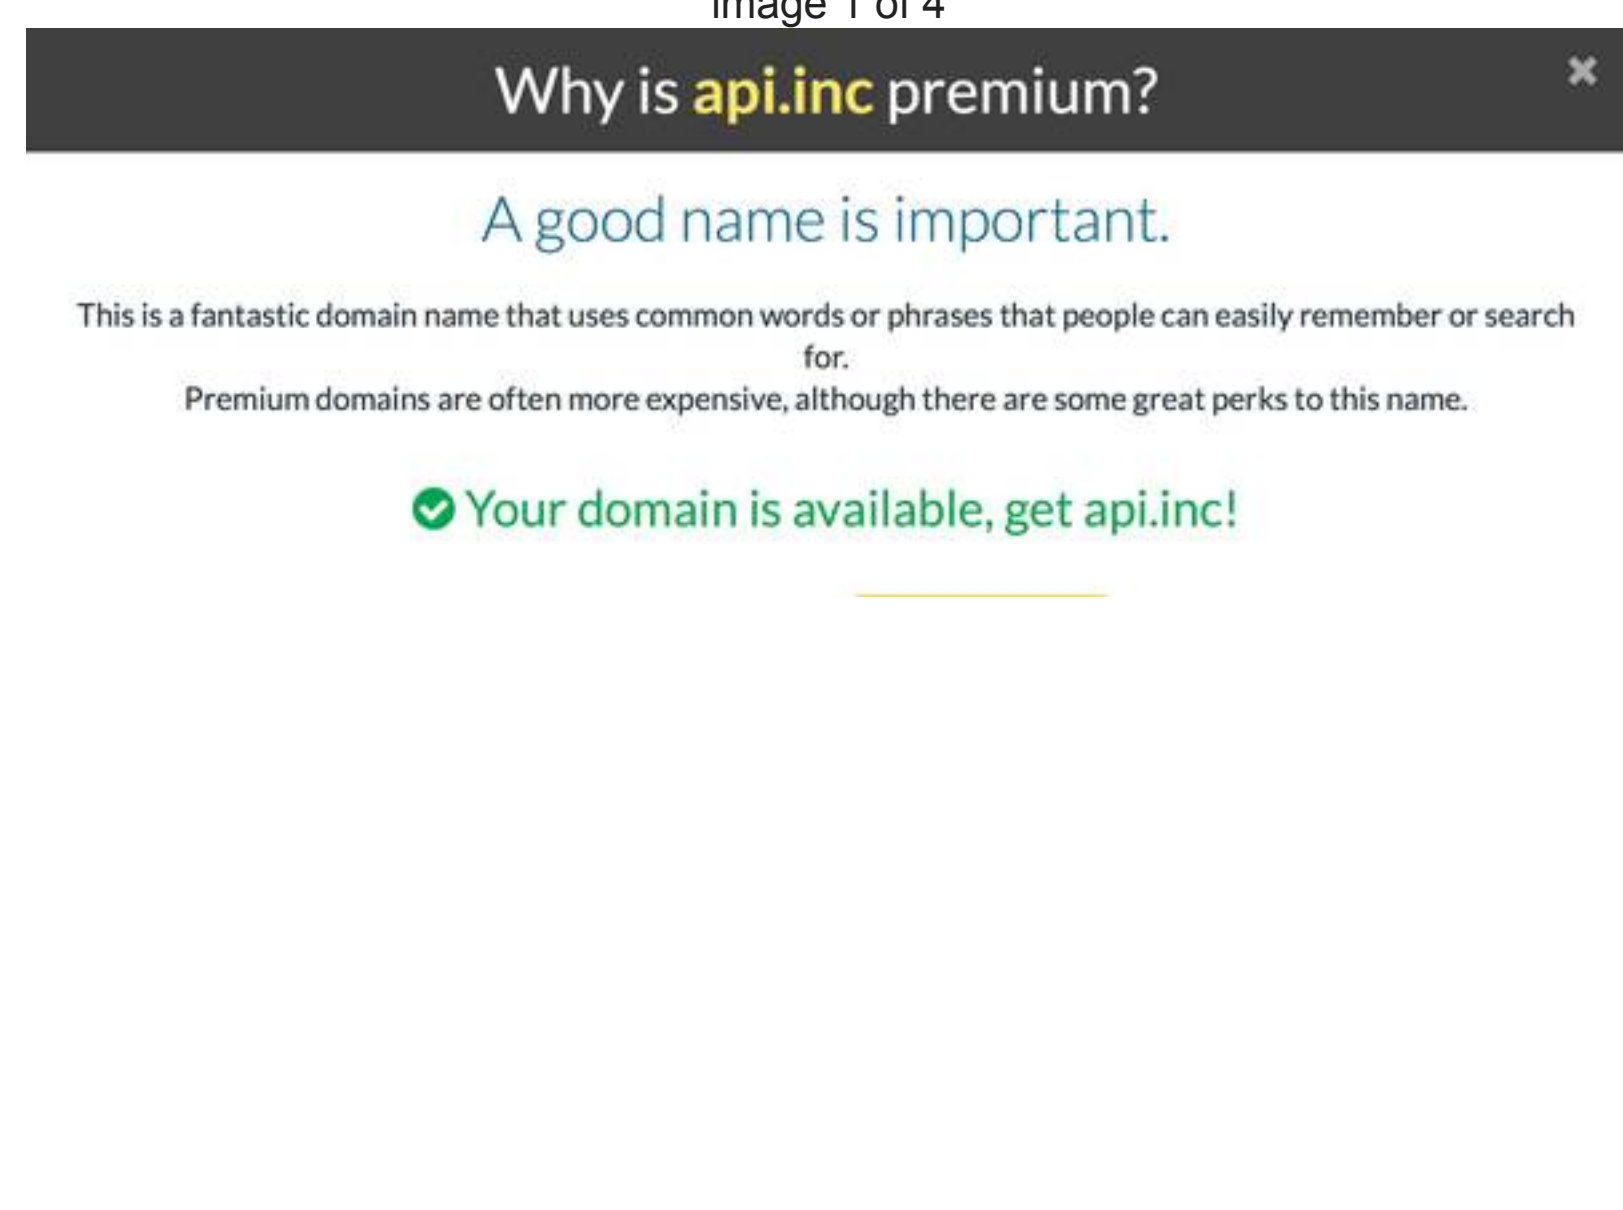 Image 1 of 4
Why is api.inc premium?
A good name is important.
This is a fantastic domain name that uses common words or phrases that people can easily remember or search
for.
Premium domains are often more expensive, although there are some great perks to this name.
Your domain is available, get api.inc!